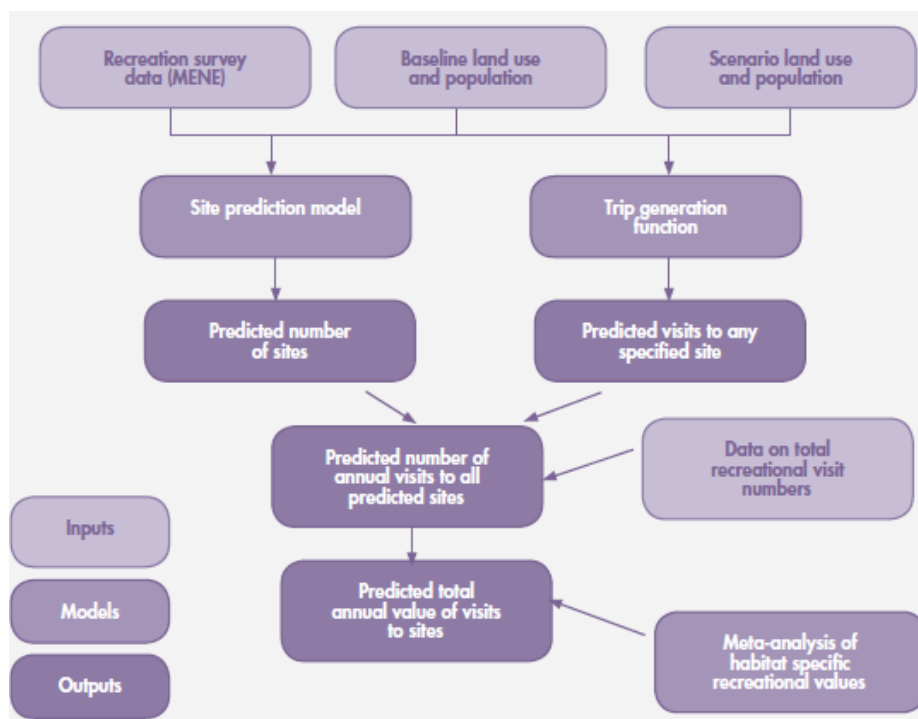 Recreation survey
data (MENE)
Baseline land use
and population
Scenario land use
and population
Site prediction model
Trip generation
function
Predicted number
of sites
Predicted visits to any
specified site
Predicted number of
annual visits to all
predicted sites
Data on total
recreational visit
numbers
Inputs
Predicted total
annual value of visits
to sites
Models
Meta-analysis of
habitat specific
recreational values
Outputs